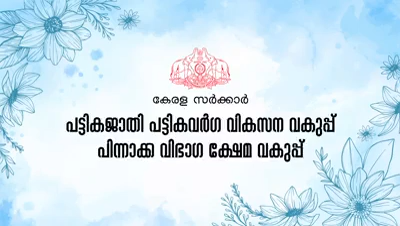 കേരള സർക്കാർ
പട്ടികജാതി പട്ടികവർഗ വികസന വകുപ്പ്
പിന്നാക്ക വിഭാഗ ക്ഷേമ വകുപ്പ്